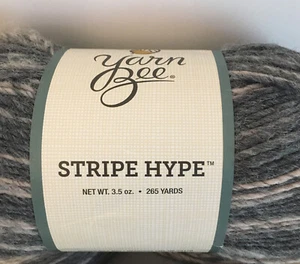 Yarn
Bee®
STRIPE HYPE™
NET WT. 3.5 oz. • 265 YARDS